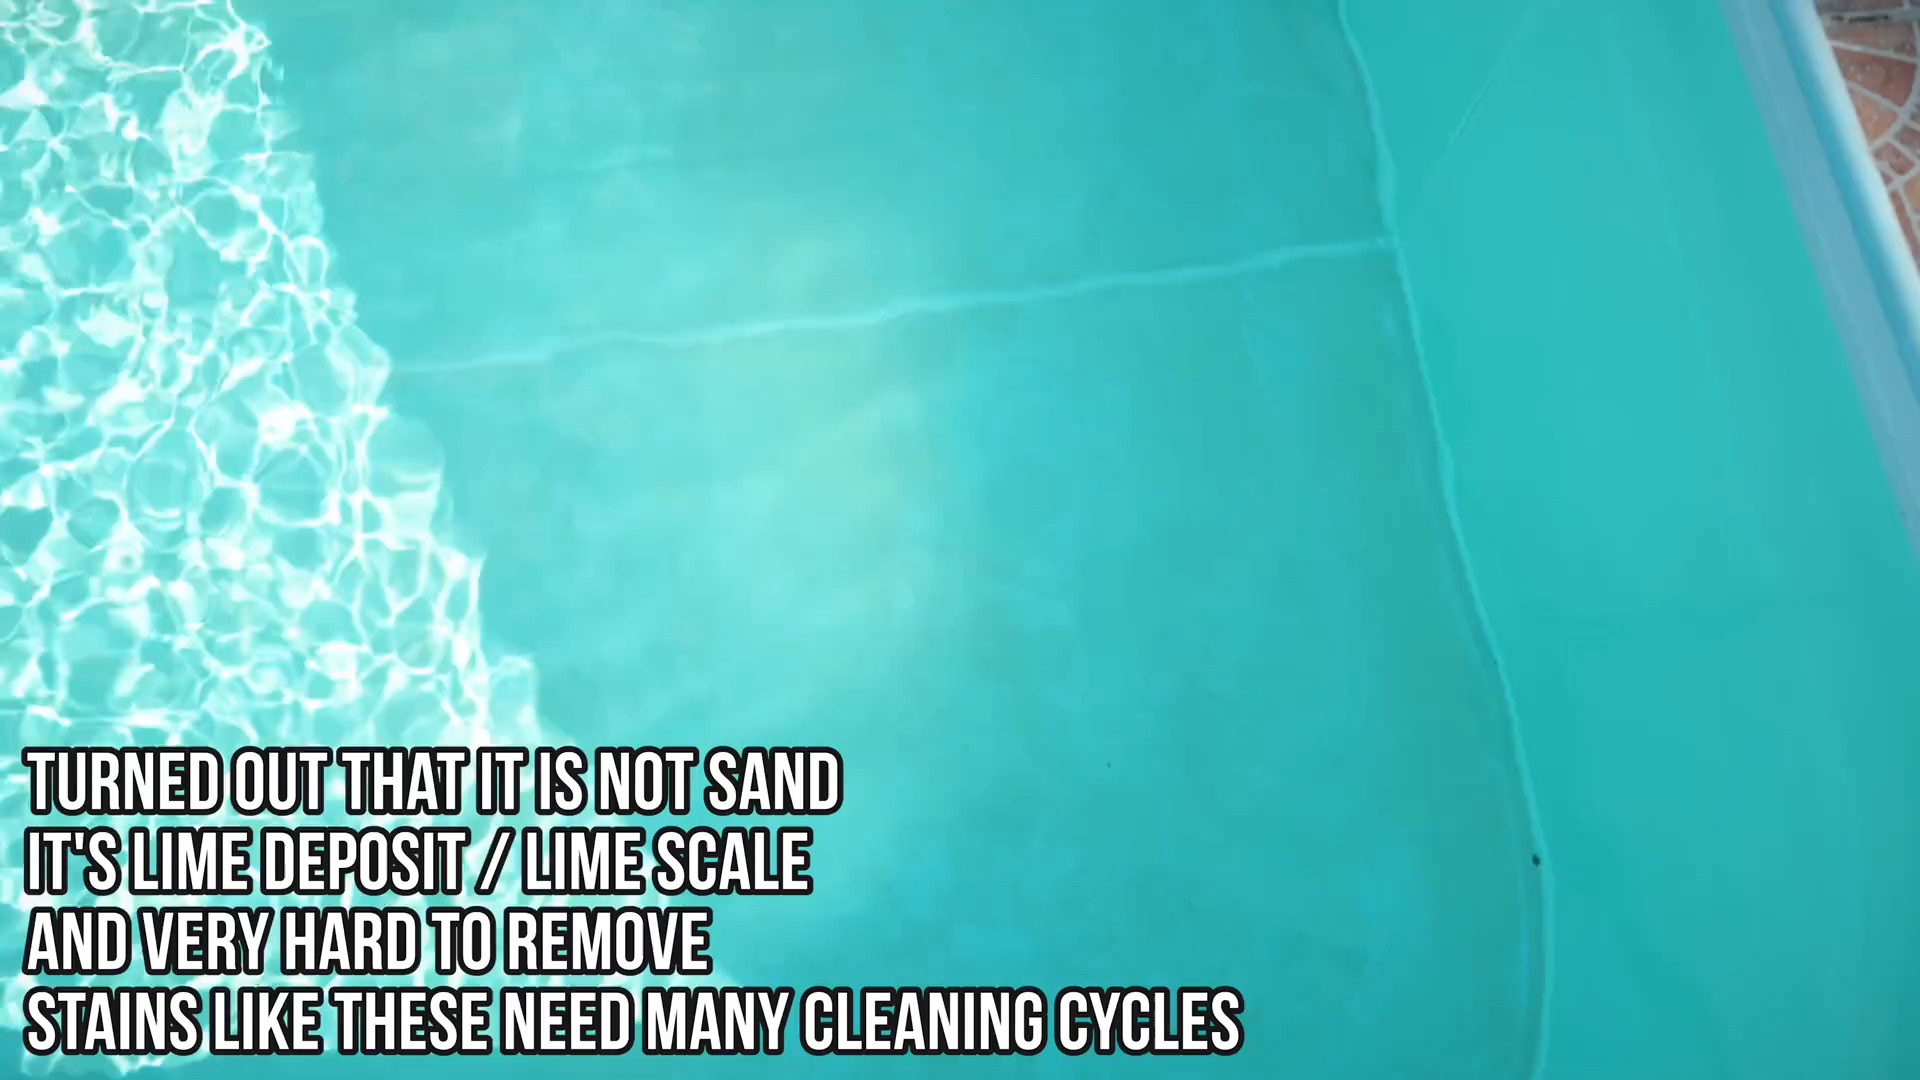 TURNED OUT THAT IT IS NOT SAND
IT'S LIME DEPOSIT / LIME SCALE
AND VERY HARD TO REMOVE
STAINS LIKE THESE NEED MANY CLEANING CYCLES